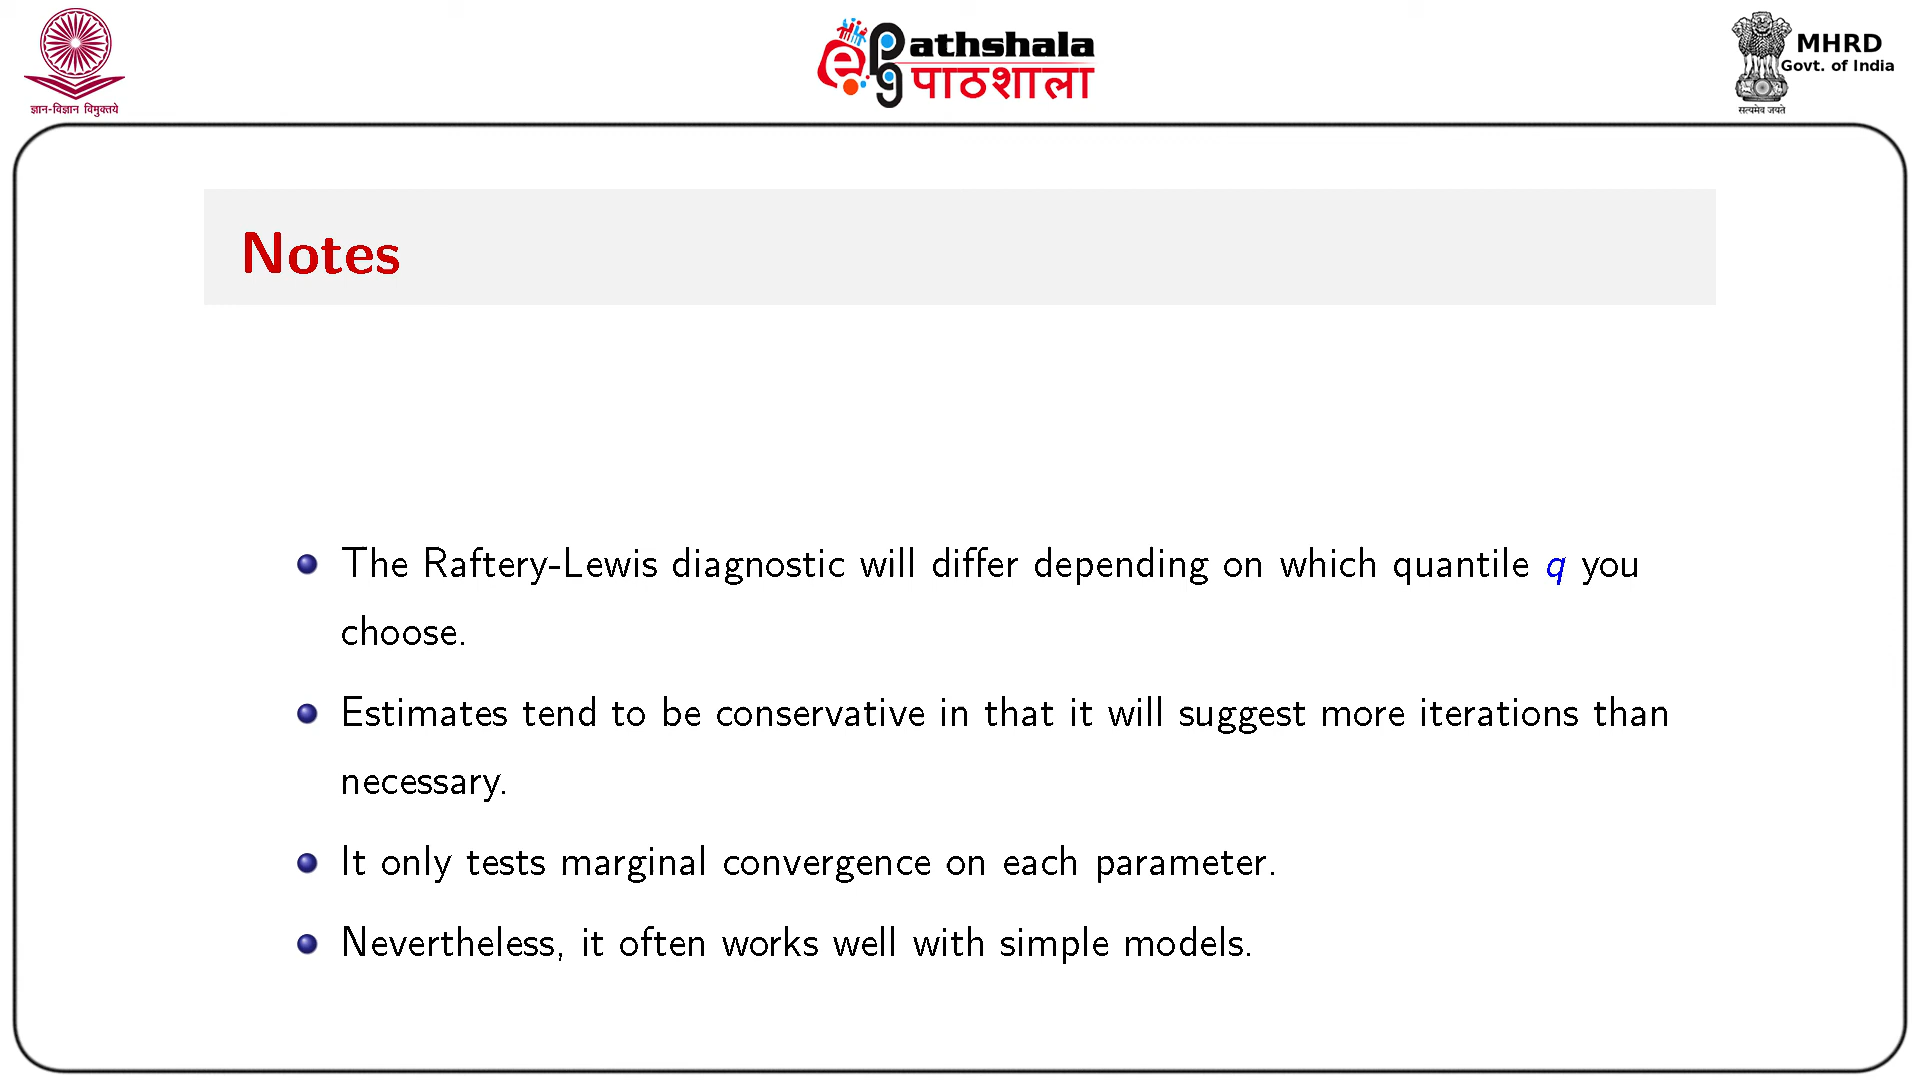 ज्ञान-विज्ञान विमुक्तये
ePG Pathshala
पाठशाला
MHRD
Govt. of India
सत्यमेव जयते
Notes
The Raftery-Lewis diagnostic will differ depending on which quantile q you
choose.
Estimates tend to be conservative in that it will suggest more iterations than
necessary.
It only tests marginal convergence on each parameter.
Nevertheless, it often works well with simple models.